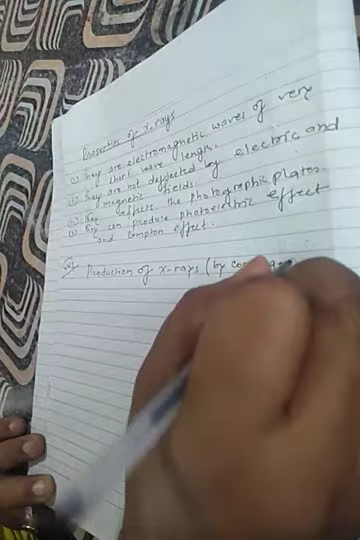 Properties of X-rays
(i) They are electromagnetic waves of very
short wave length.
(ii) They are not deflected by electric and
magnetic fields.
(iii) They affects the photographic plates.
(iv) They can produce photoelectric effect
and compton effect.
Production of X-rays (by